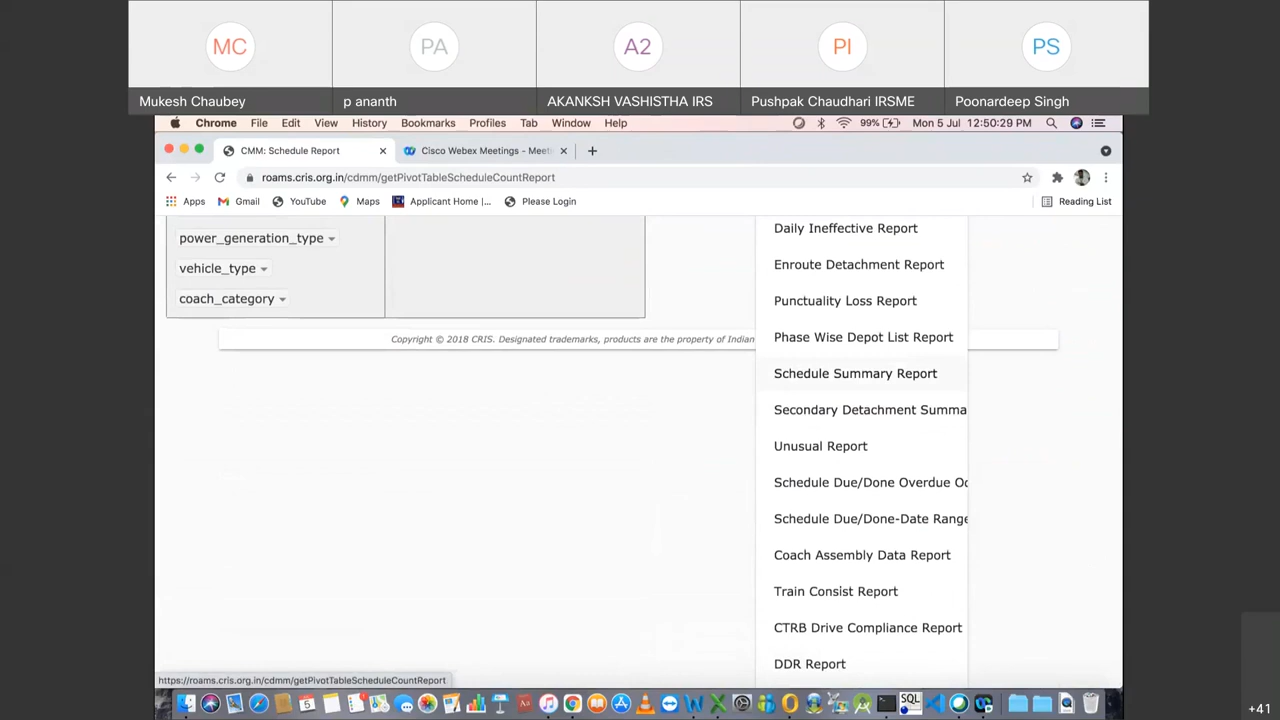 MC
PA
A2
PI
PS
Mukesh Chaubey
p ananth
AKANKSH VASHISTHA IRS
Pushpak Chaudhari IRSME
Poonardeep Singh
Chrome File Edit View History Bookmarks Profiles Tab Window Help
99% Mon 5 Jul 12:50:29 PM
CMM: Schedule Report
Cisco Webex Meetings - Meeti
roams.cris.org.in/cdmm/getPivotTableScheduleCountReport
Apps Gmail YouTube Maps Applicant Home |... Please Login Reading List
power_generation_type
vehicle_type
coach_category
Copyright © 2018 CRIS. Designated trademarks, products are the property of Indian
Daily Ineffective Report
Enroute Detachment Report
Punctuality Loss Report
Phase Wise Depot List Report
Schedule Summary Report
Secondary Detachment Summa
Unusual Report
Schedule Due/Done Overdue Oc
Schedule Due/Done-Date Range
Coach Assembly Data Report
Train Consist Report
CTRB Drive Compliance Report
DDR Report
https://roams.cris.org.in/cdmm/getPivotTableScheduleCountReport
SQL
+41